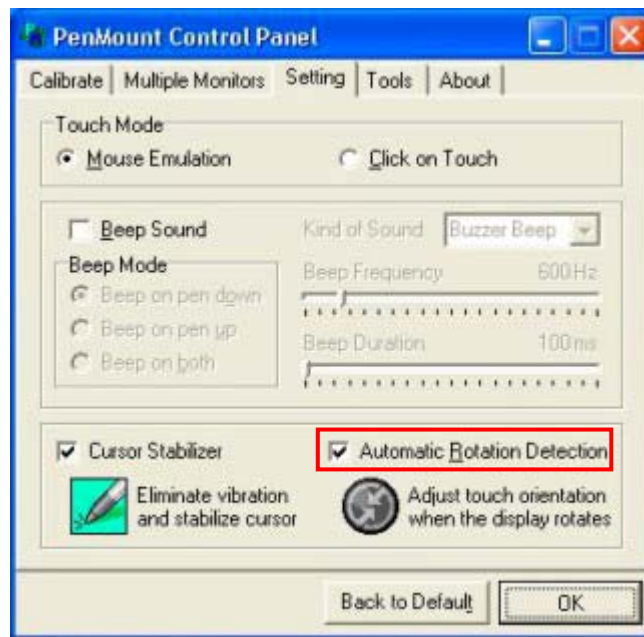 PenMount Control Panel
Calibrate Multiple Monitors Setting Tools About
Touch Mode
Mouse Emulation Click on Touch
Beep Sound Kind of Sound Buzzer Beep
Beep Mode Beep Frequency 600 Hz
Beep on pen down
Beep on pen up
Beep Duration 100 ms
Beep on both
Cursor Stabilizer Automatic Rotation Detection
Eliminate vibration and stabilize cursor
Adjust touch orientation when the display rotates
Back to Default OK